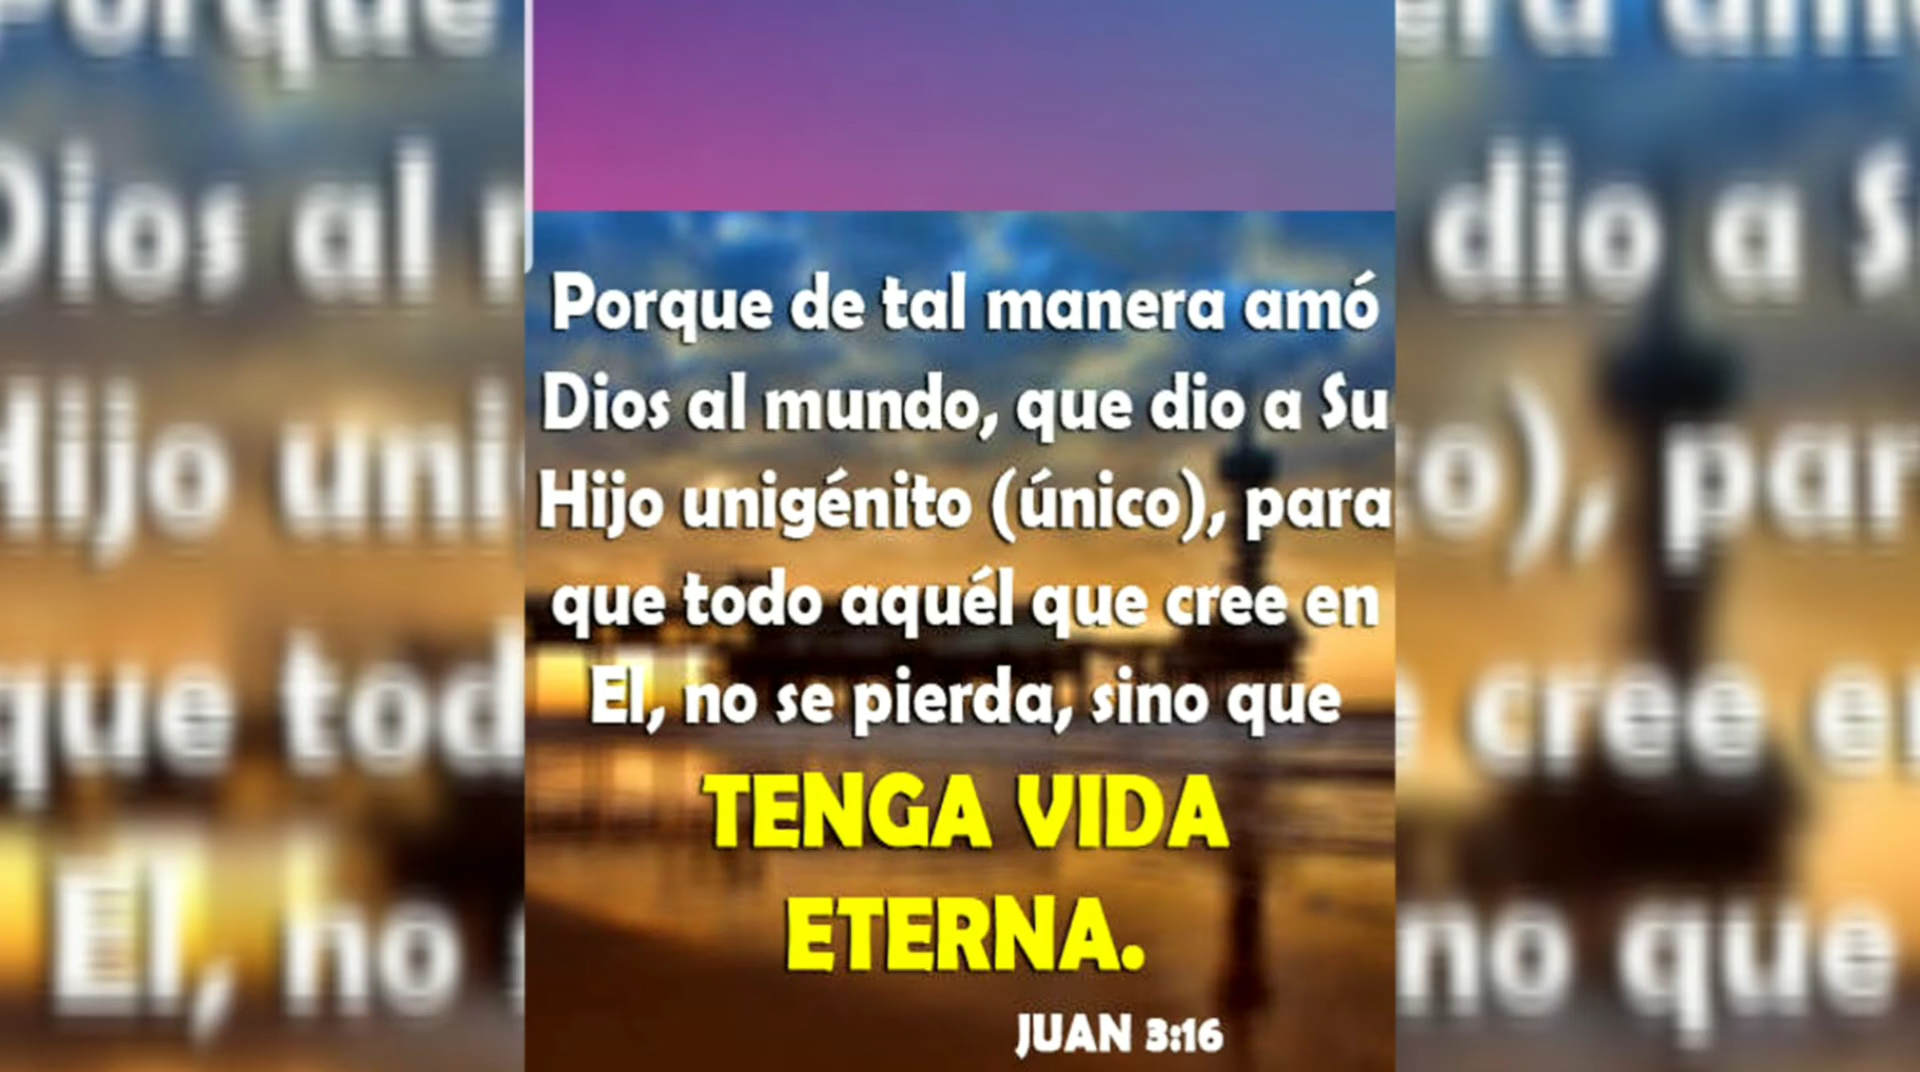 Porque de tal manera amó
Dios al mundo, que dio a Su
Hijo unigénito (único), para
que todo aquél que cree en
El, no se pierda, sino que
TENGA VIDA
ETERNA.
JUAN 3:16